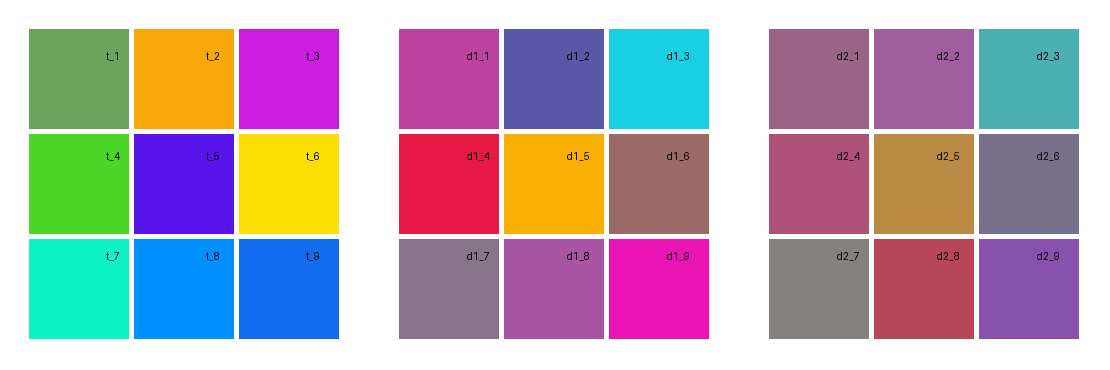 t_1 t_2 t_3 d1_1 d1_2 d1_3 d2_1 d2_2 d2_3
t_4 t_5 t_6 d1_4 d1_5 d1_6 d2_4 d2_5 d2_6
t_7 t_8 t_9 d1_7 d1_8 d1_9 d2_7 d2_8 d2_9